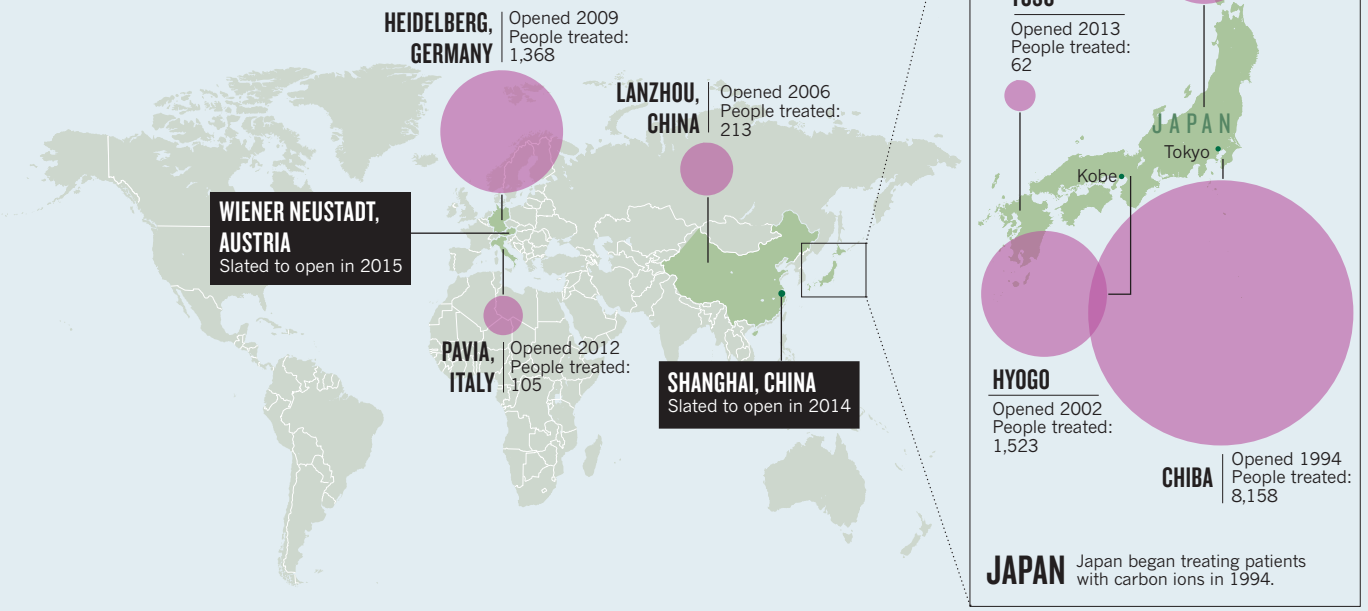 HEIDELBERG,
GERMANY
Opened 2009
People treated:
1,368
LANZHOU,
CHINA
Opened 2006
People treated:
213
WIENER NEUSTADT,
AUSTRIA
Slated to open in 2015
PAVIA,
ITALY
Opened 2012
People treated:
105
SHANGHAI, CHINA
Slated to open in 2014
Opened 2013
People treated:
62
JAPAN
Tokyo
Kobe
HYOGO
Opened 2002
People treated:
1,523
CHIBA
Opened 1994
People treated:
8,158
JAPAN
Japan began treating patients
with carbon ions in 1994.